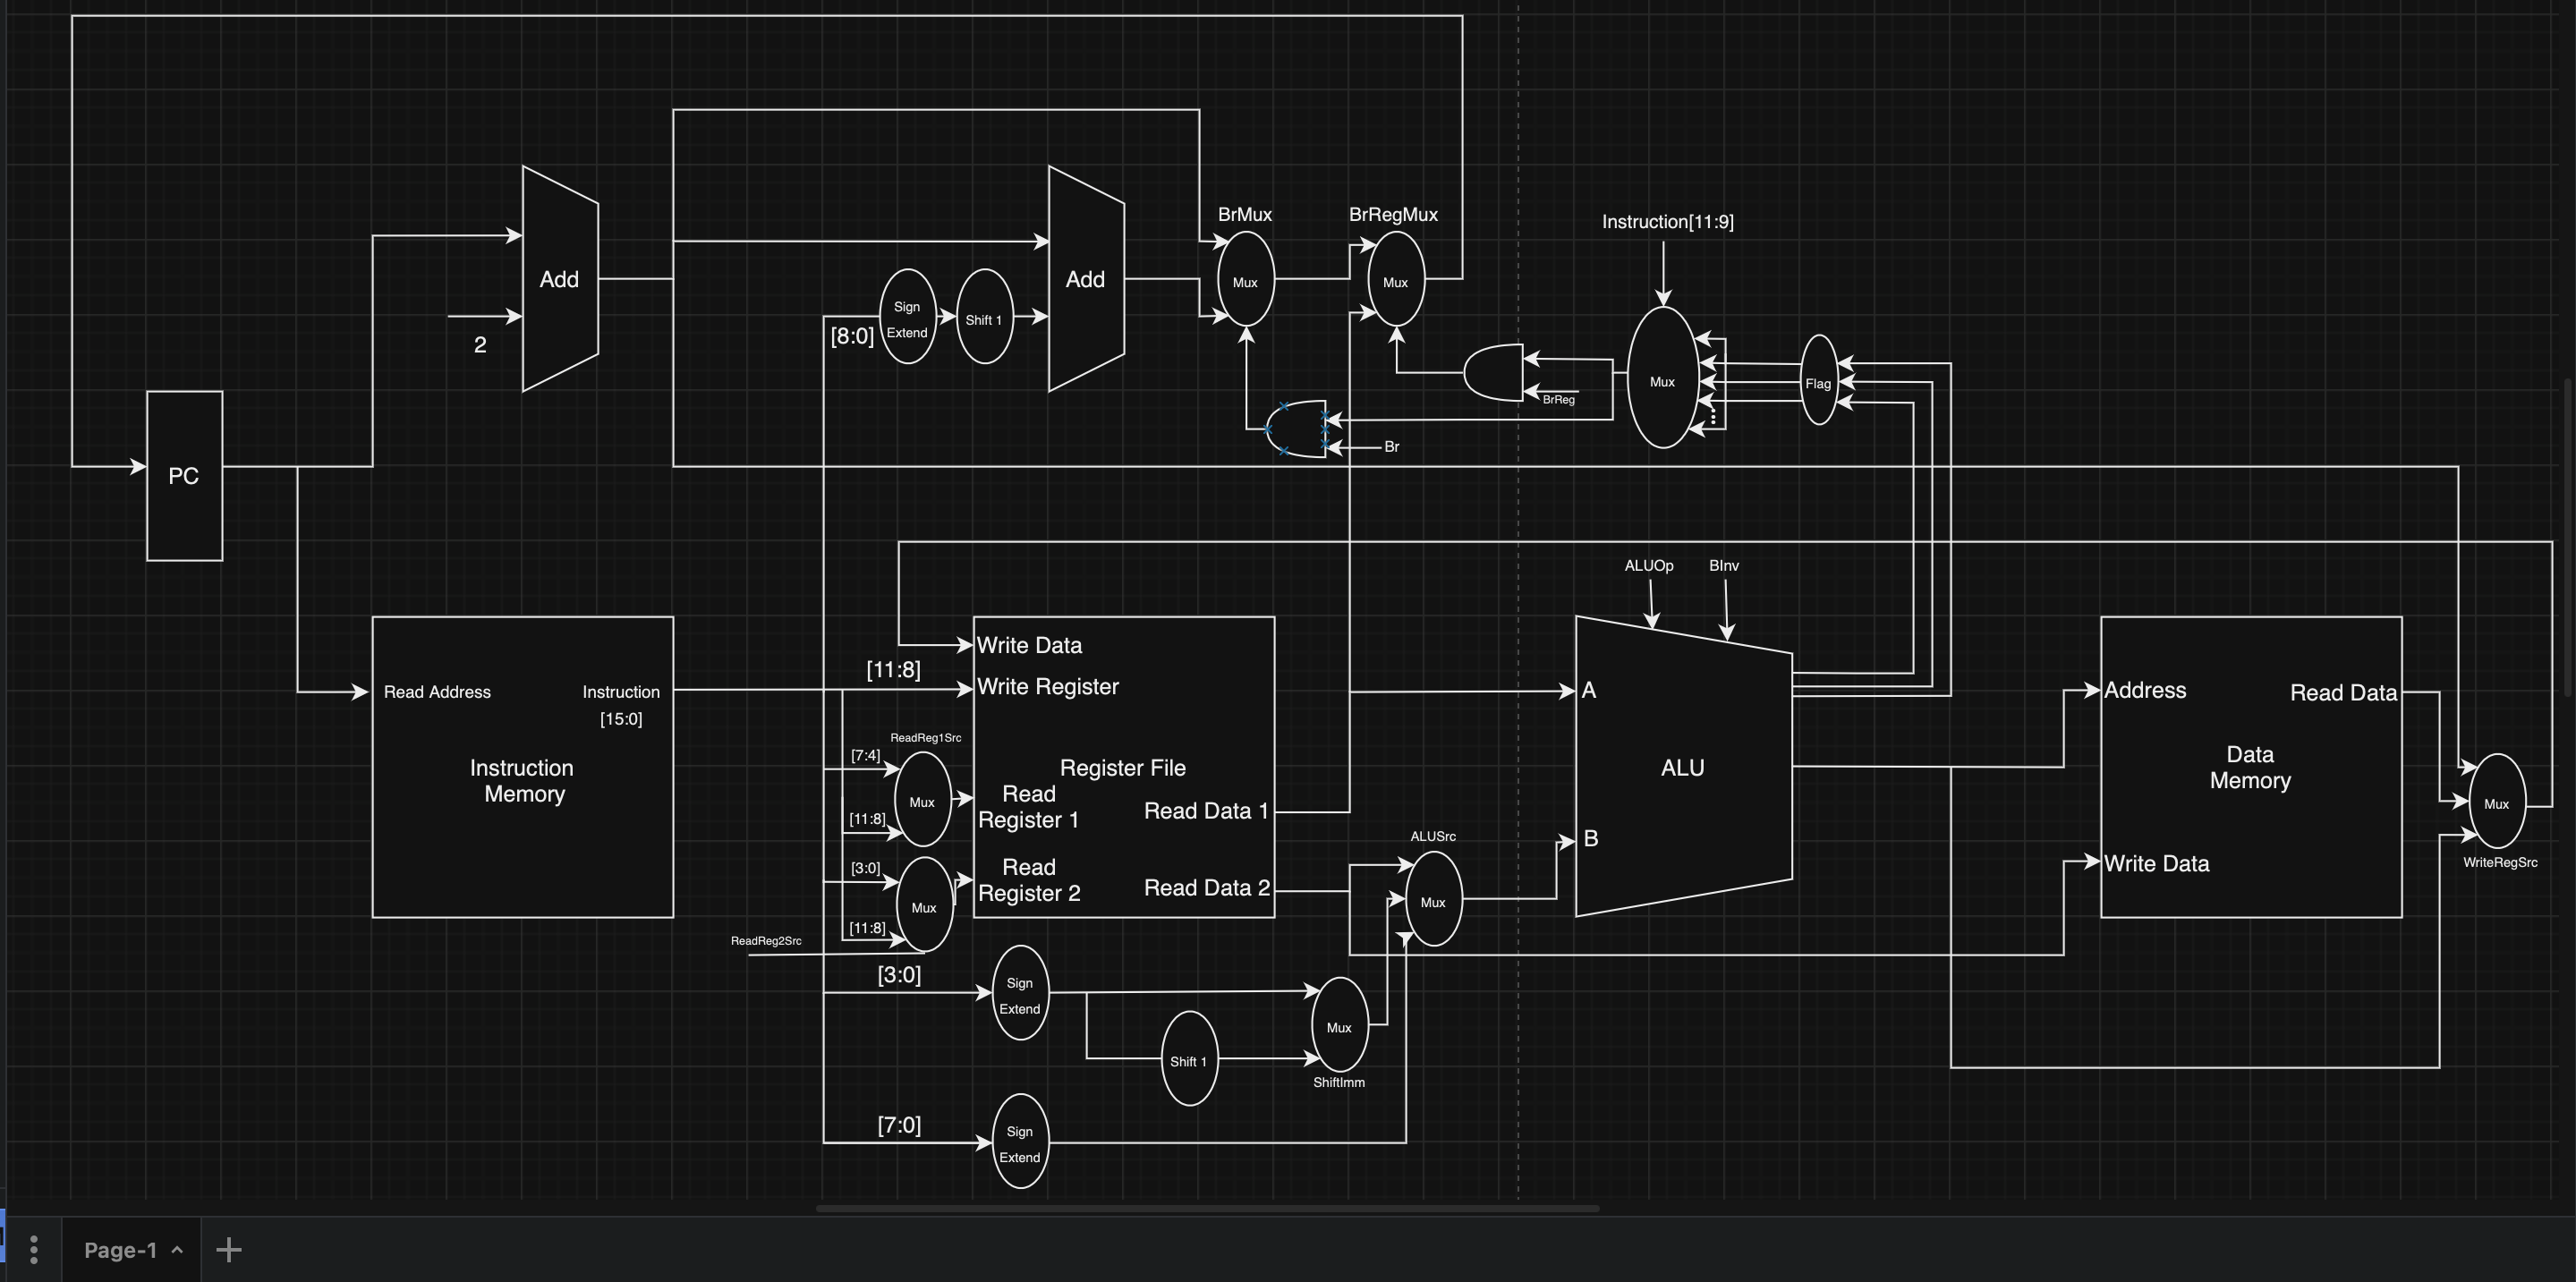 BrMux
BrRegMux
Instruction[11:9]
Add
2
Sign
Extend
[8:0]
Shift 1
Add
Mux
Mux
Mux
Flag
BrReg
Br
PC
ALUOp
BInv
Read Address
Instruction
[15:0]
Instruction
Memory
[11:8]
Write Data
Write Register
ReadReg1Src
[7:4]
Mux
[11:8]
Register File
Read
Register 1
Read Data 1
[3:0]
Mux
[11:8]
Read
Register 2
Read Data 2
ReadReg2Src
ALUSrc
Mux
A
B
ALU
Address
Read Data
Data
Memory
Write Data
Mux
WriteRegSrc
[3:0]
Sign
Extend
Shift 1
Mux
ShiftImm
[7:0]
Sign
Extend
Page-1